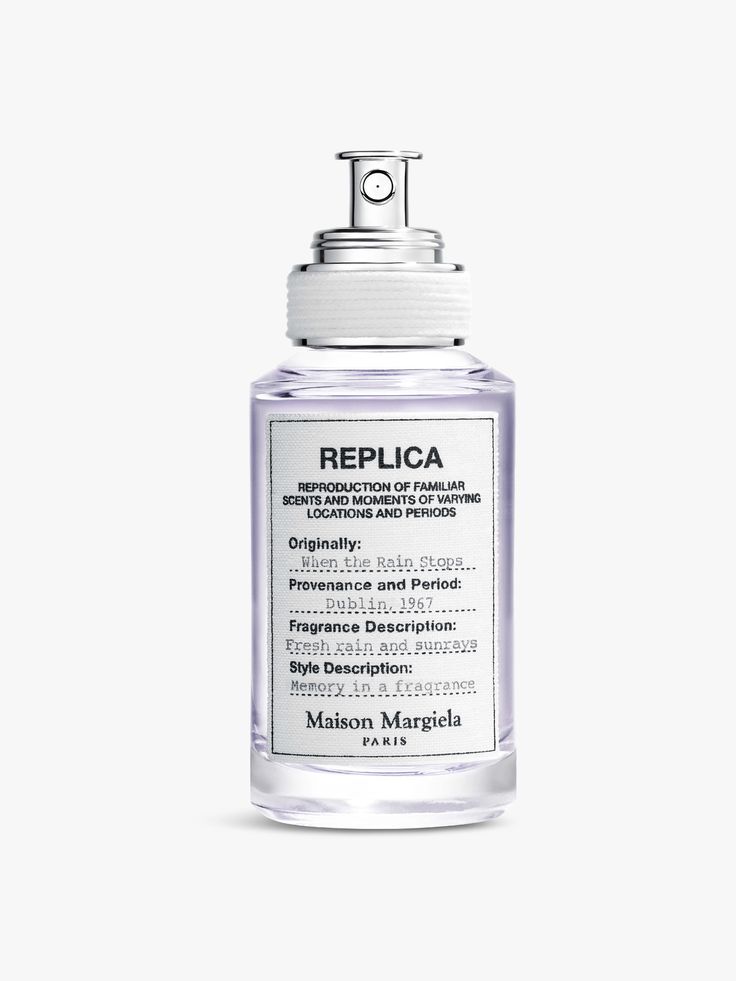 REPLICA
REPRODUCTION OF FAMILIAR
SCENTS AND MOMENTS OF VARYING
LOCATIONS AND PERIODS
Originally:
When the Rain Stops
Provenance and Period:
Dublin, 1967
Fragrance Description:
Fresh rain and sunrays
Style Description:
Memory in a fragrance
Maison Margiela
PARIS